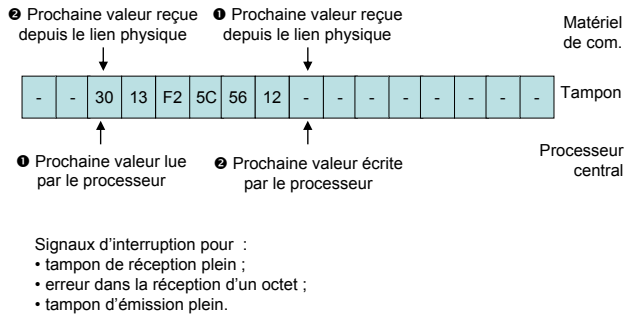 ❷ Prochaine valeur reçue
depuis le lien physique
❶ Prochaine valeur reçue
depuis le lien physique
Matériel
de com.
- - 30 13 F2 5C 56 12 - - - - - - - -
Tampon
❶ Prochaine valeur lue
par le processeur
❷ Prochaine valeur écrite
par le processeur
Processeur
central
Signaux d'interruption pour :
• tampon de réception plein ;
• erreur dans la réception d'un octet ;
• tampon d'émission plein.